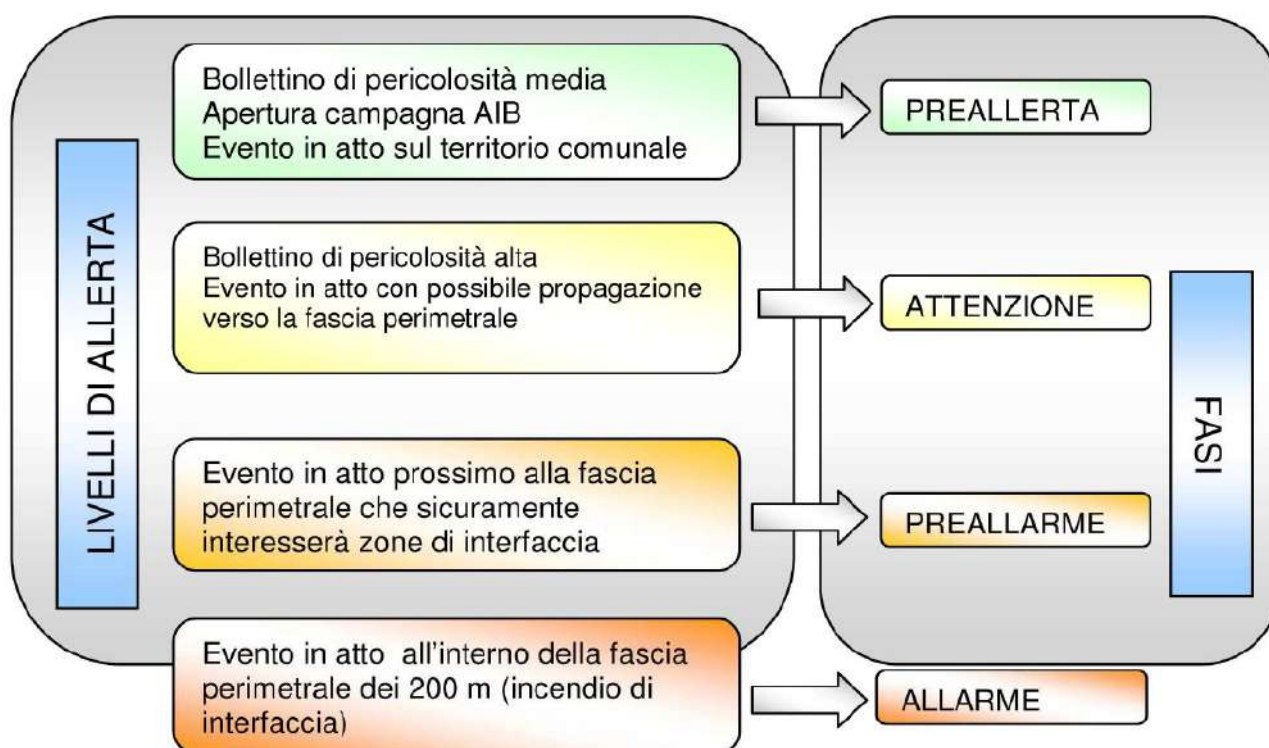 LIVELLI DI ALLERTA
Bollettino di pericolosità media
Apertura campagna AIB
Evento in atto sul territorio comunale
PREALLERTA
Bollettino di pericolosità alta
Evento in atto con possibile propagazione
verso la fascia perimetrale
ATTENZIONE
Evento in atto prossimo alla fascia
perimetrale che sicuramente
interesserà zone di interfaccia
PREALLARME
Evento in atto all'interno della fascia
perimetrale dei 200 m (incendio di
interfaccia)
ALLARME
FASI